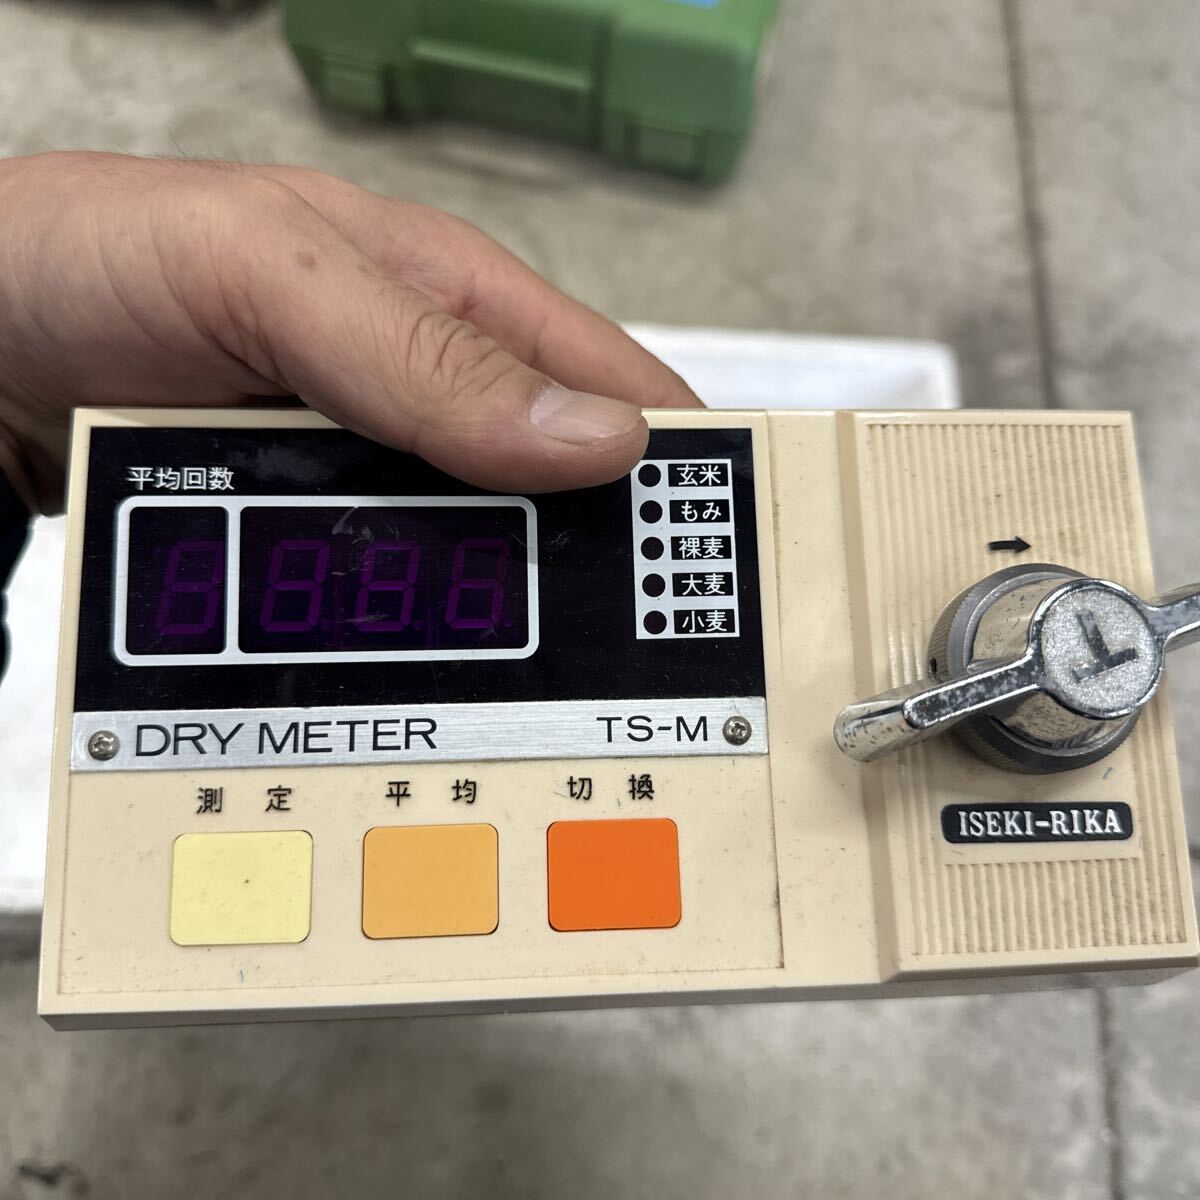 平均回数
玄米
もみ
裸麦
大麦
小麦
DRY METER TS-M
測定 平均 切換
T
ISEKI-RIKA